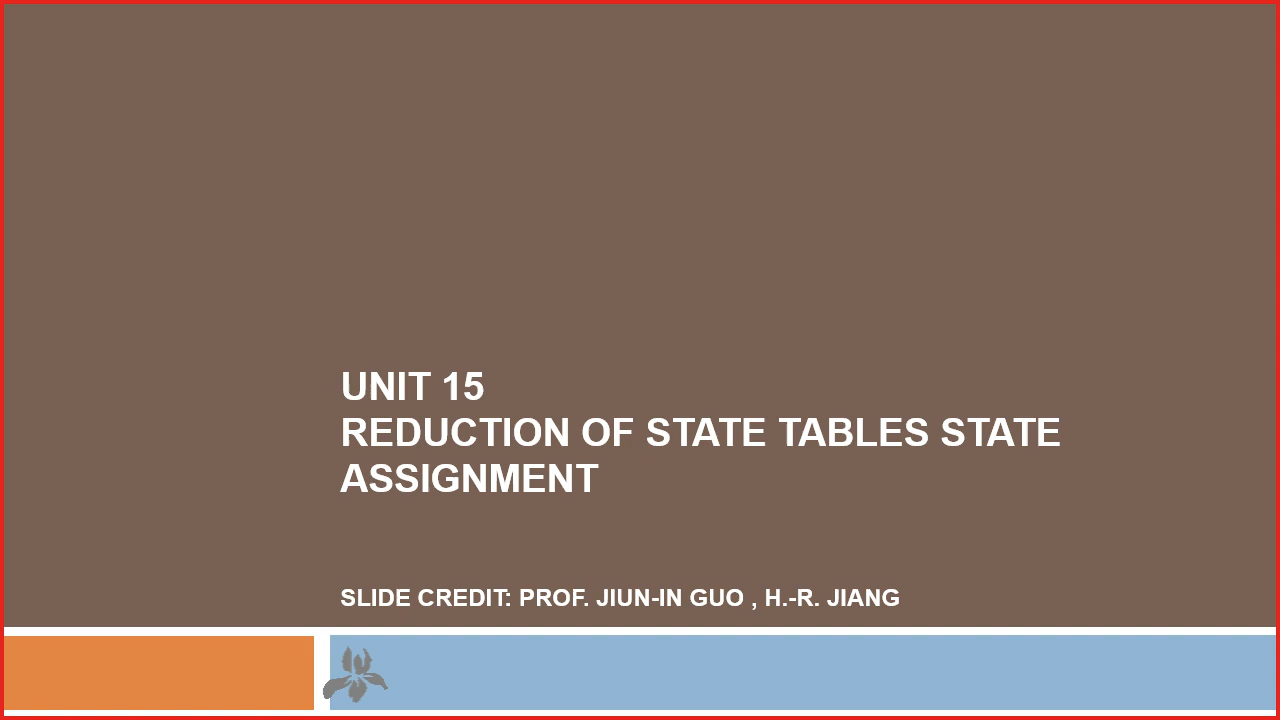 UNIT 15
REDUCTION OF STATE TABLES STATE
ASSIGNMENT
SLIDE CREDIT: PROF. JIUN-IN GUO , H.-R. JIANG